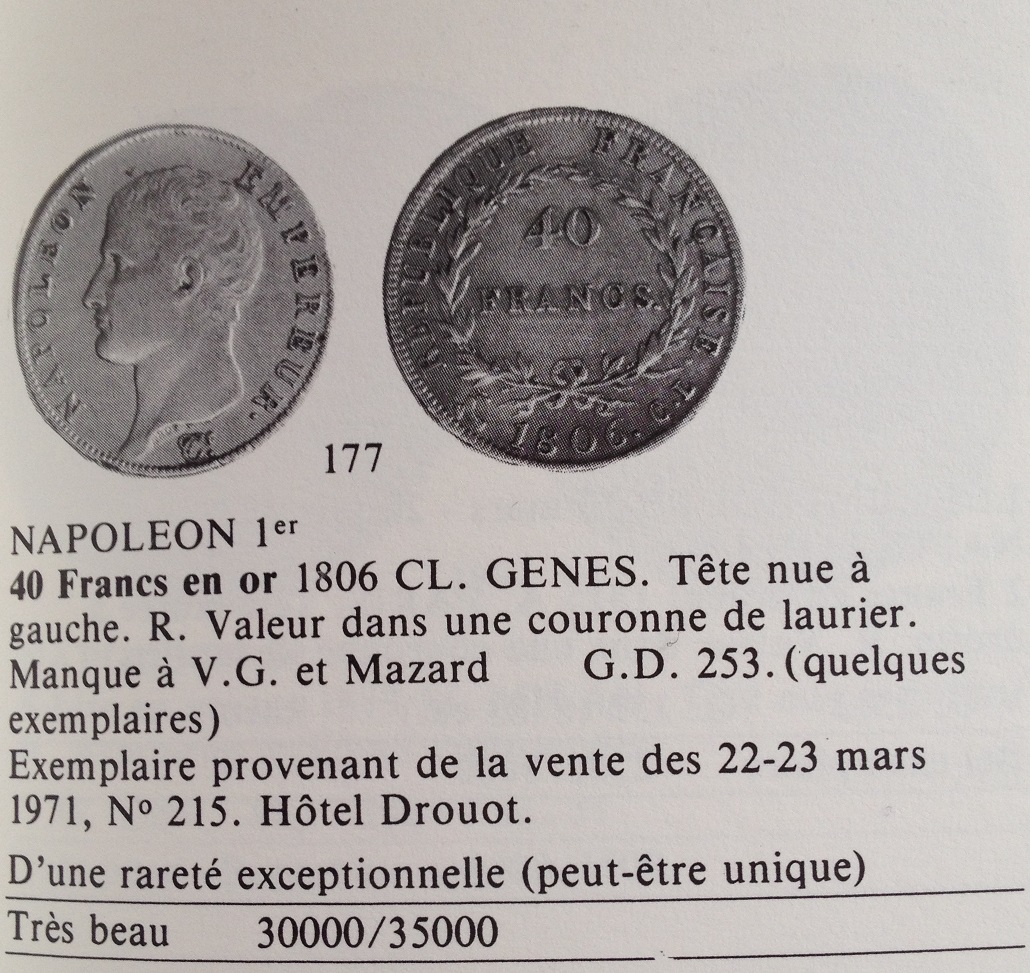 NAPOLEON EMPEREUR.
REPUBLIQUE FRANÇAISE
40
FRANCS.
1806. CL
177
NAPOLEON 1er
40 Francs en or 1806 CL. GENES. Tête nue à
gauche. R. Valeur dans une couronne de laurier.
Manque à V.G. et Mazard G.D. 253. (quelques
exemplaires)
Exemplaire provenant de la vente des 22-23 mars
1971, No 215. Hôtel Drouot.
D'une rareté exceptionnelle (peut-être unique)
Très beau 30000/35000